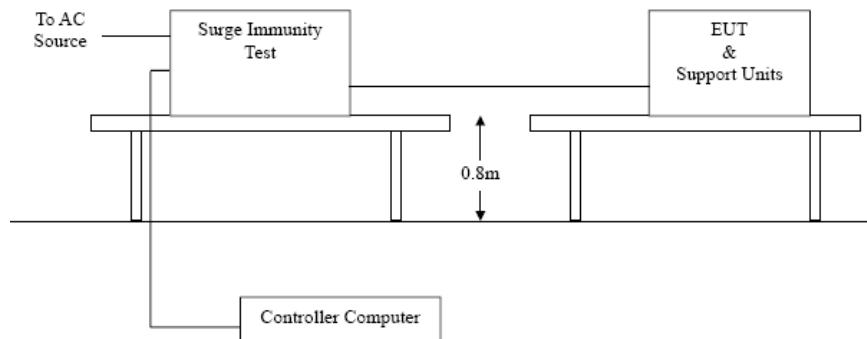 To AC
Source
Surge Immunity
Test
EUT
&
Support Units
0.8m
Controller Computer